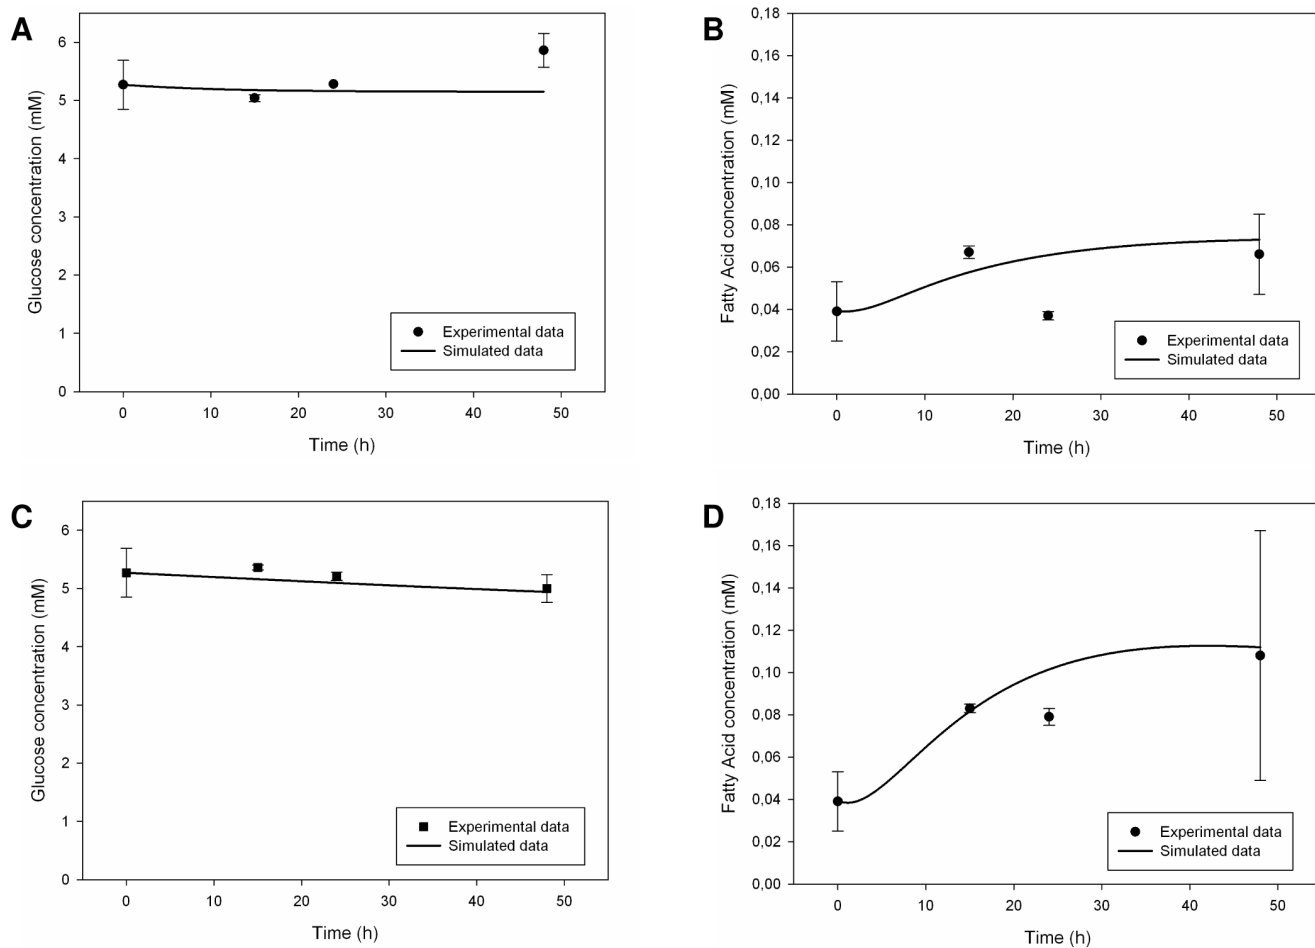 A
Glucose concentration (mM)
6
5
4
3
2
1
0
0 10 20 30 40 50
Time (h)
Experimental data
Simulated data
B
Fatty Acid concentration (mM)
0,18
0,16
0,14
0,12
0,10
0,08
0,06
0,04
0,02
0,00
0 10 20 30 40 50
Time (h)
Experimental data
Simulated data
C
Glucose concentration (mM)
6
5
4
3
2
1
0
0 10 20 30 40 50
Time (h)
Experimental data
Simulated data
D
Fatty Acid concentration (mM)
0,18
0,16
0,14
0,12
0,10
0,08
0,06
0,04
0,02
0,00
0 10 20 30 40 50
Time (h)
Experimental data
Simulated data